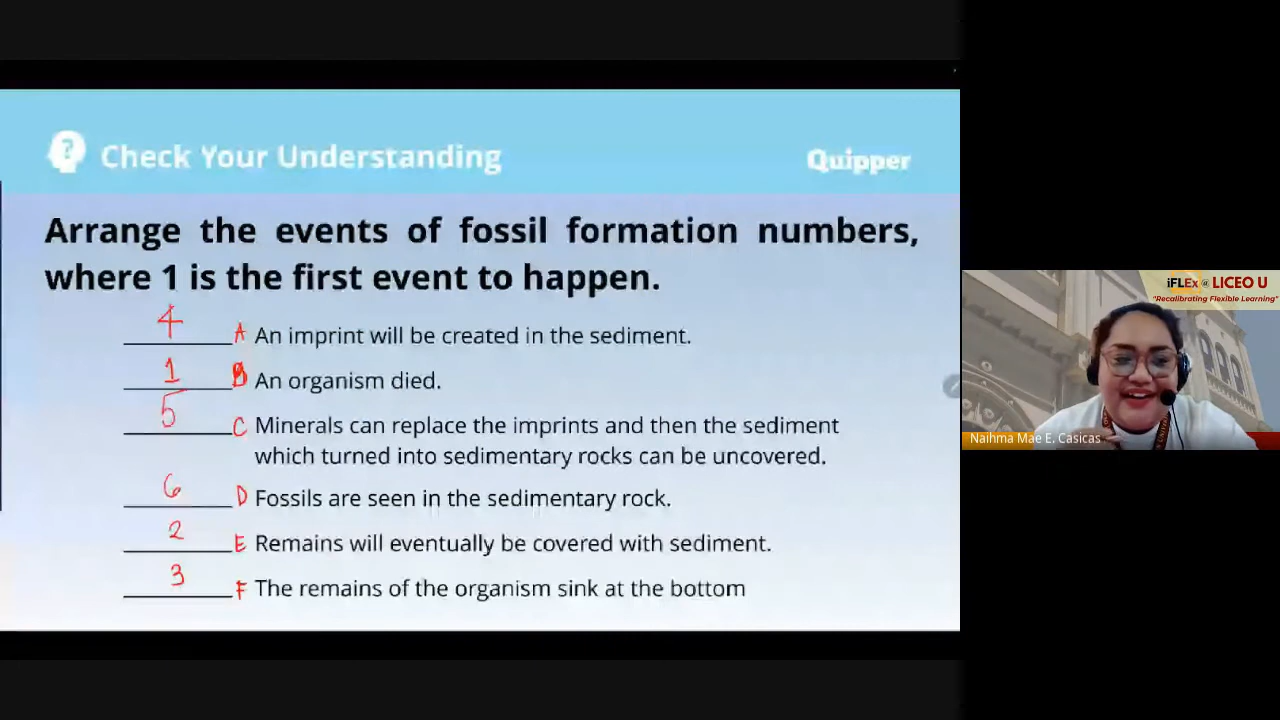 Check Your Understanding
Quipper
Arrange the events of fossil formation numbers,
where 1 is the first event to happen.
4 A An imprint will be created in the sediment.
1 B An organism died.
5 C Minerals can replace the imprints and then the sediment
which turned into sedimentary rocks can be uncovered.
6 D Fossils are seen in the sedimentary rock.
2 E Remains will eventually be covered with sediment.
3 F The remains of the organism sink at the bottom
iFLEx @ LICEO U
"Recalibrating Flexible Learning"
Naihma Mae E. Casicas